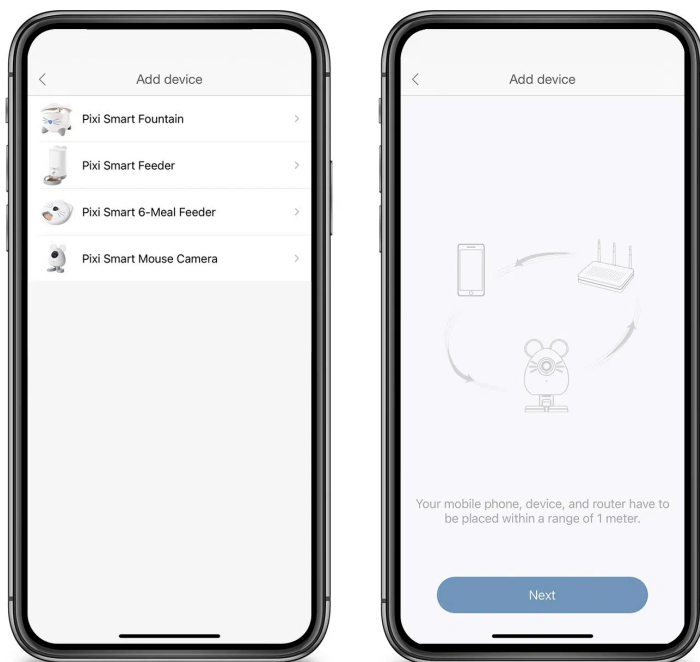 Add device
Pixi Smart Fountain
Pixi Smart Feeder
Pixi Smart 6-Meal Feeder
Pixi Smart Mouse Camera
Add device
Your mobile phone, device, and router have to
be placed within a range of 1 meter.
Next